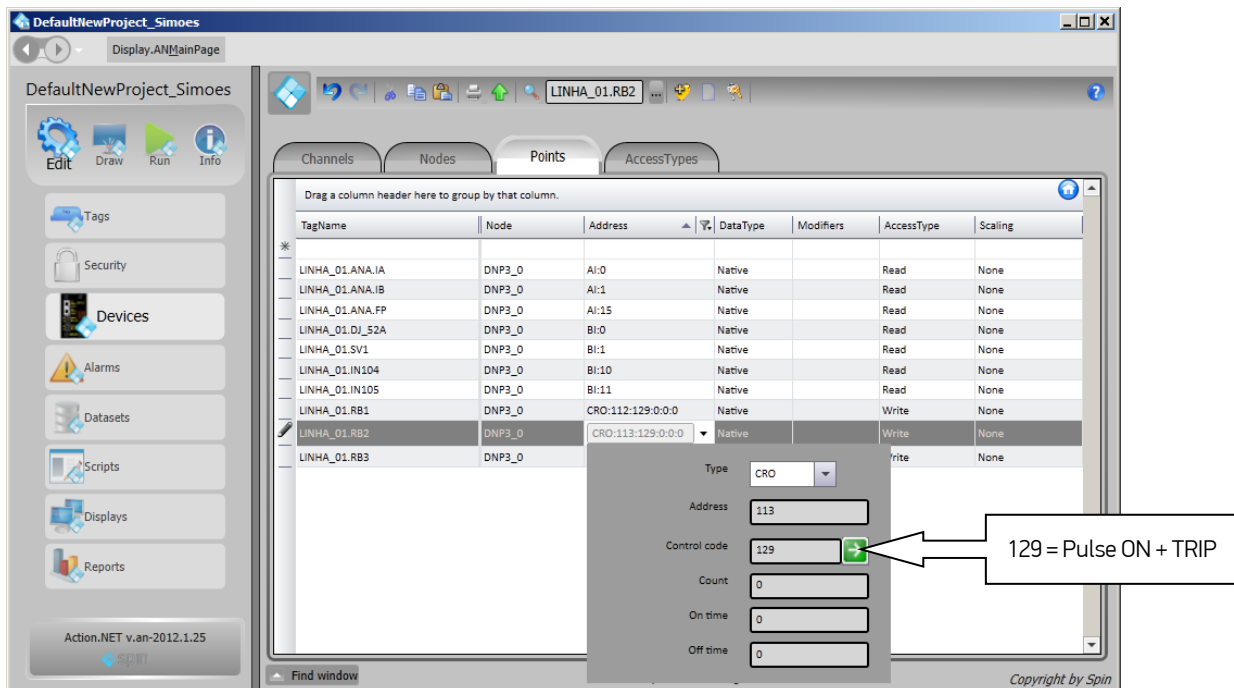 DefaultNewProject_Simoes
Display.ANMainPage
DefaultNewProject_Simoes
Edit Draw Run Info
Tags
Security
Devices
Alarms
Datasets
Scripts
Displays
Reports
Action.NET v.an-2012.1.25
spin
LINHA_01.RB2 ...
Channels Nodes Points AccessTypes
Drag a column header here to group by that column.
TagName Node Address DataType Modifiers AccessType Scaling
LINHA_01.ANA.IA DNP3_0 AI:0 Native Read None
LINHA_01.ANA.IB DNP3_0 AI:1 Native Read None
LINHA_01.ANA.FP DNP3_0 AI:15 Native Read None
LINHA_01.DJ_52A DNP3_0 BI:0 Native Read None
LINHA_01.SV1 DNP3_0 BI:1 Native Read None
LINHA_01.IN104 DNP3_0 BI:10 Native Read None
LINHA_01.IN105 DNP3_0 BI:11 Native Read None
LINHA_01.RB1 DNP3_0 CRO:112:129:0:0:0 Native Write None
LINHA_01.RB2 DNP3_0 CRO:113:129:0:0:0 Native Write None
LINHA_01.RB3 DNP3_0 Write None
Type CRO
Address 113
Control code 129
Count 0
On time 0
Off time 0
129 = Pulse ON + TRIP
Find window
Copyright by Spin